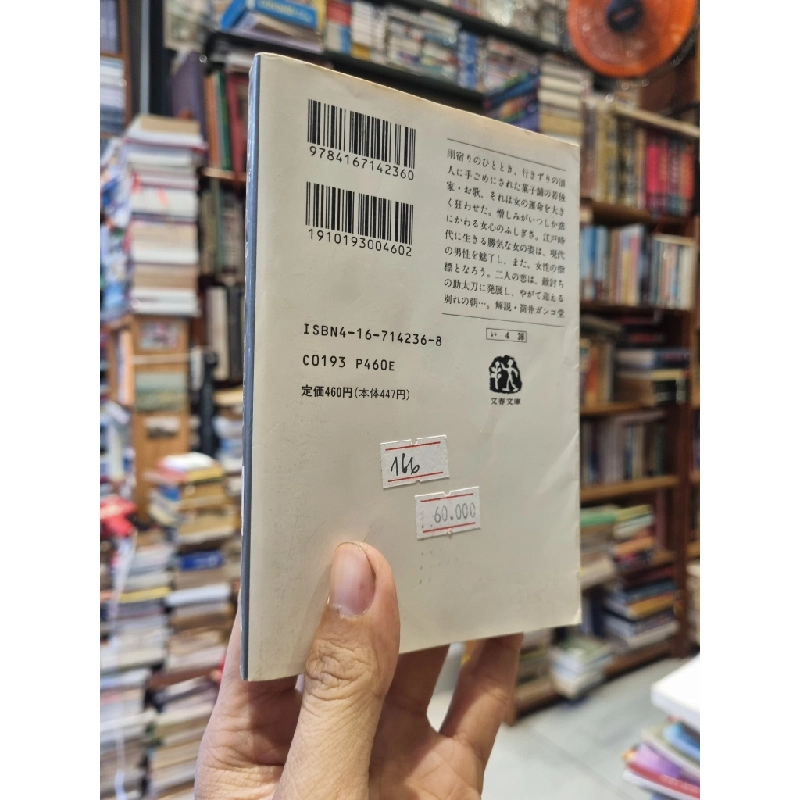 9784167142360
1910193004602
ISBN4-16-714236-8
C0193 P460E
定価460円(本体447円)
雨宿りのひととき、行きずりの浪
人に手ごめにされた菓子舗の若後
家・お歌。それは女の運命を大き
く狂わせた。憎しみがいつしか恋
にかわる女心のふしぎさ。江戸時
代に生きる勝気な女の姿は、現代
の男性を魅了し、また、女性の指
標となろう。二人の恋は、敵討ち
の助太刀に発展し、やがて迎える
別れの朝…。解説・筒井ガンコ堂
い 4 36
文春文庫
166
60.000